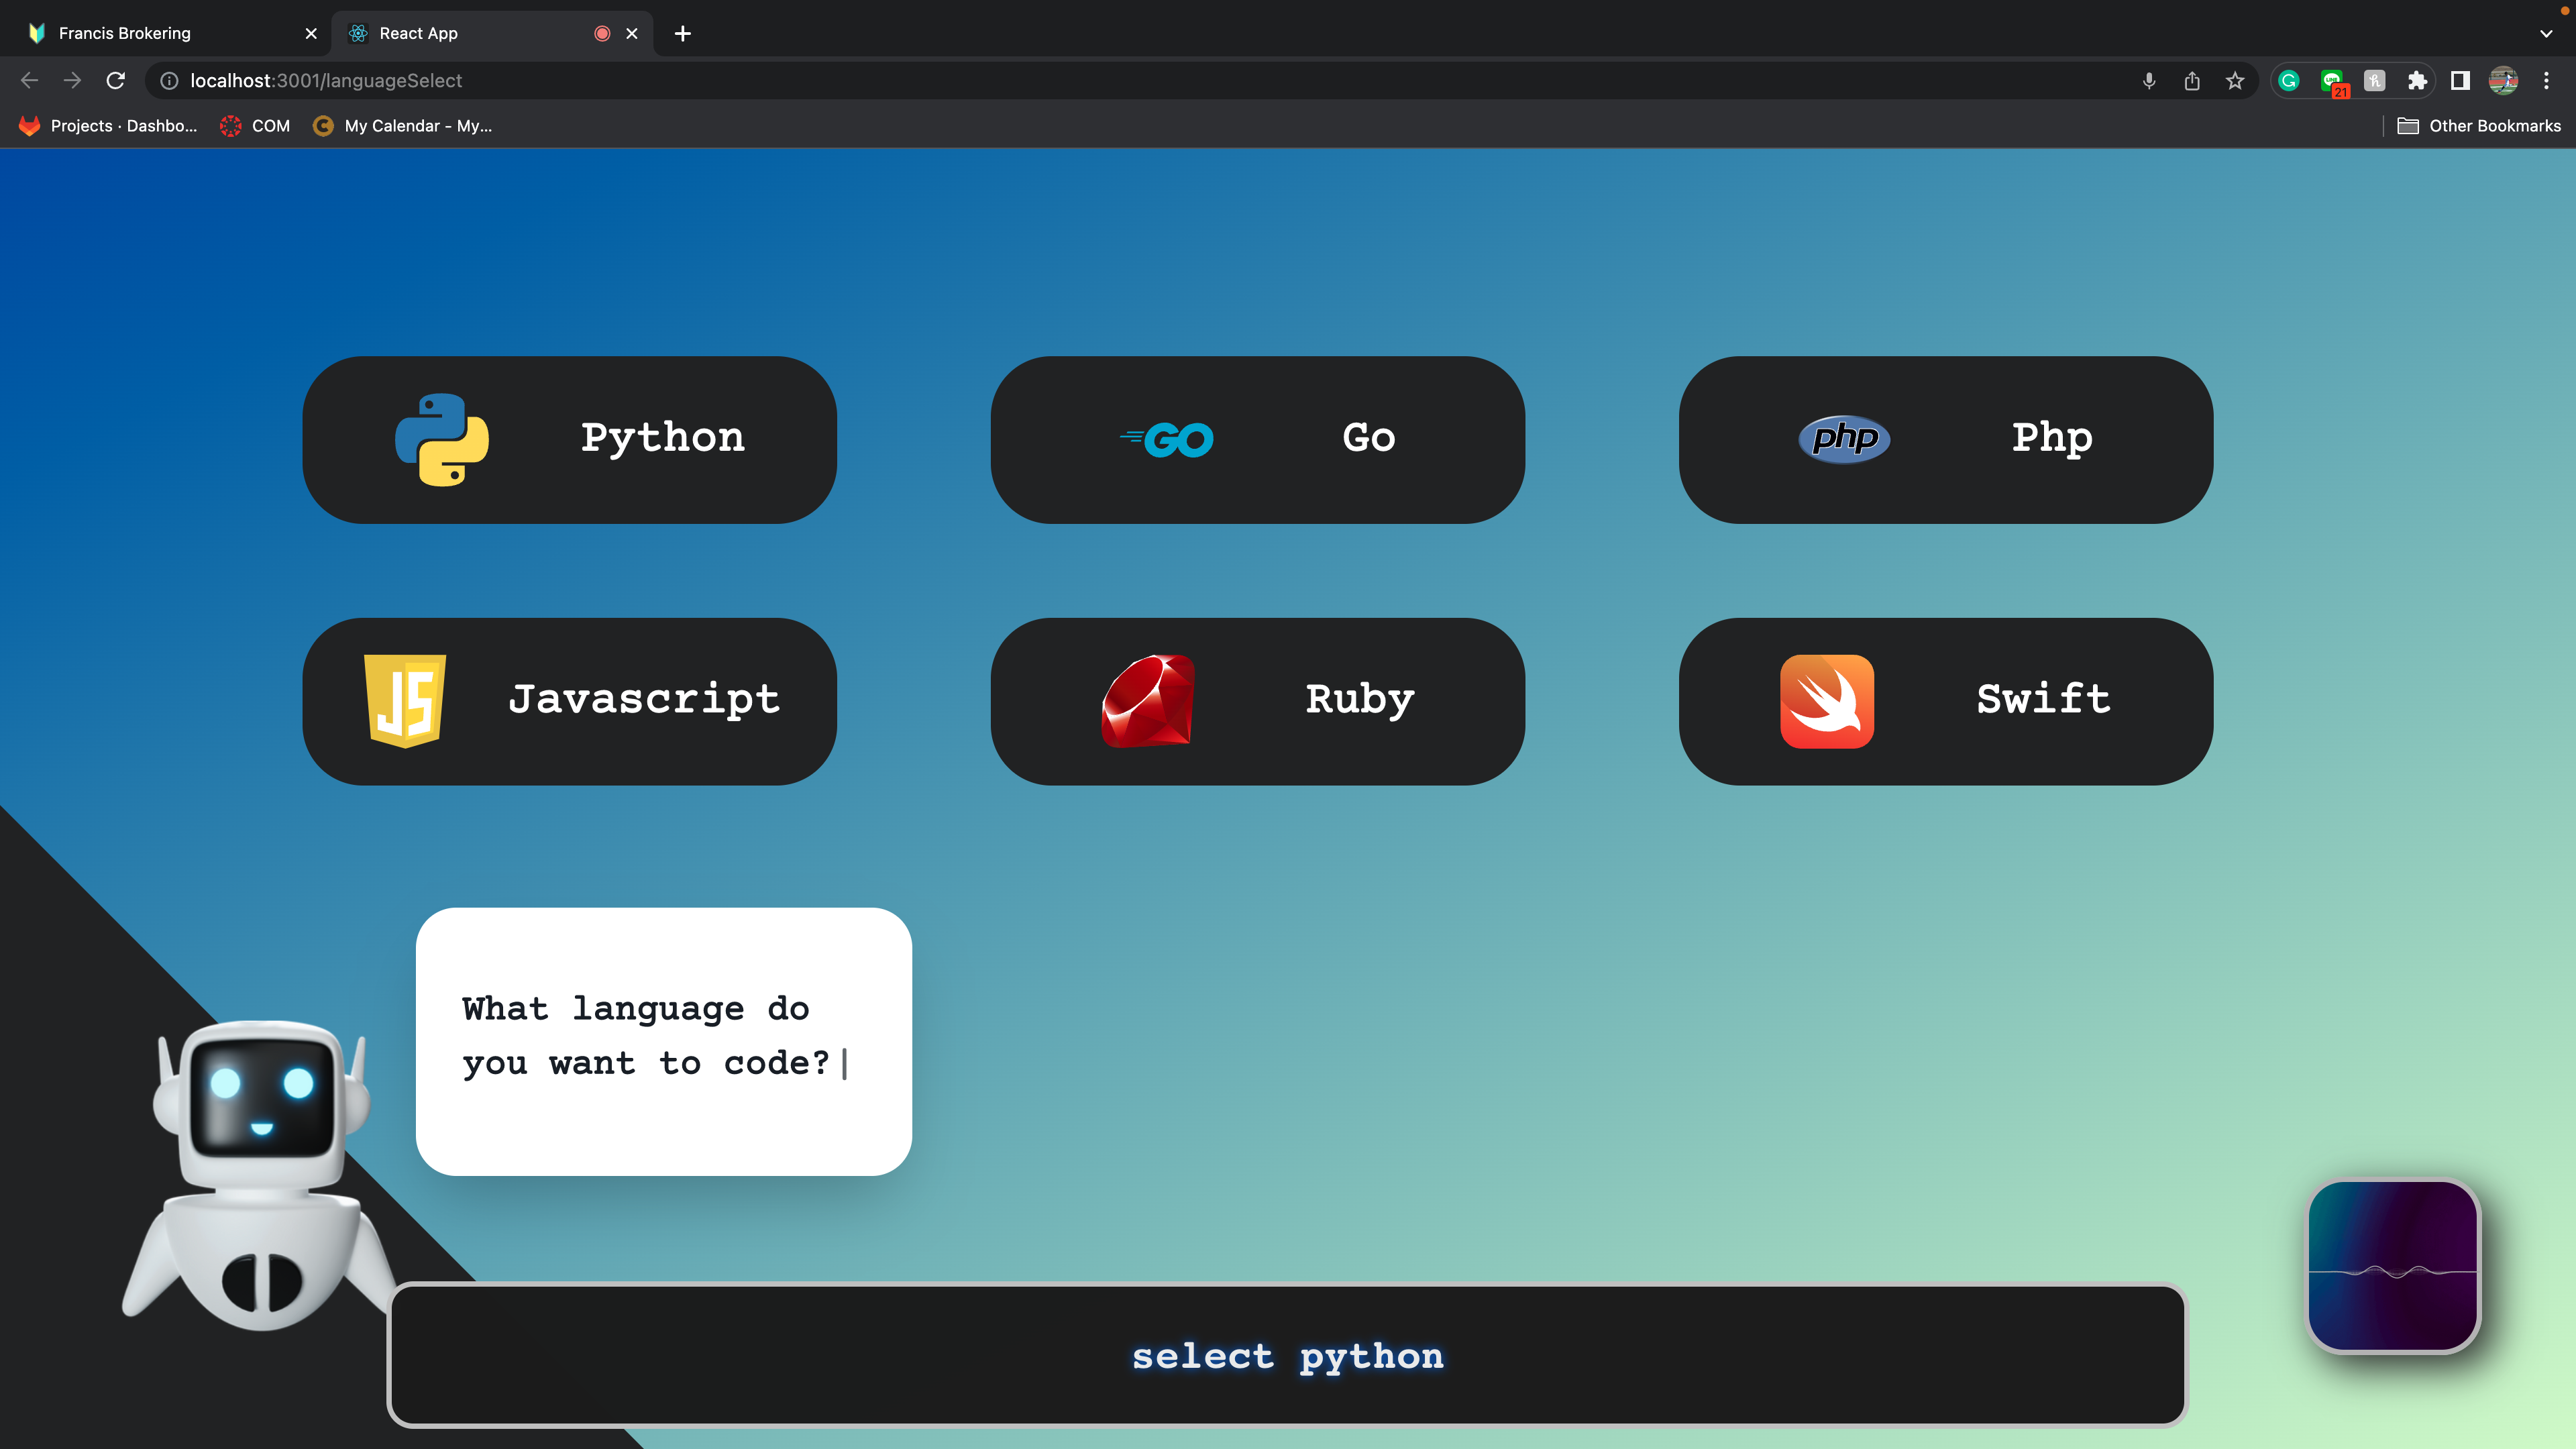 Francis Brokering
React App
localhost:3001/languageSelect
21
Projects · Dashbo...
COM
My Calendar - My...
Other Bookmarks
Python
GO
Go
php
Php
JS
Javascript
Ruby
Swift
What language do
you want to code?
select python